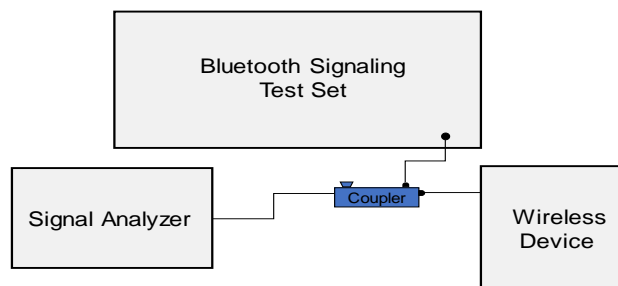 Bluetooth Signaling
Test Set
Signal Analyzer
Coupler
Wireless
Device